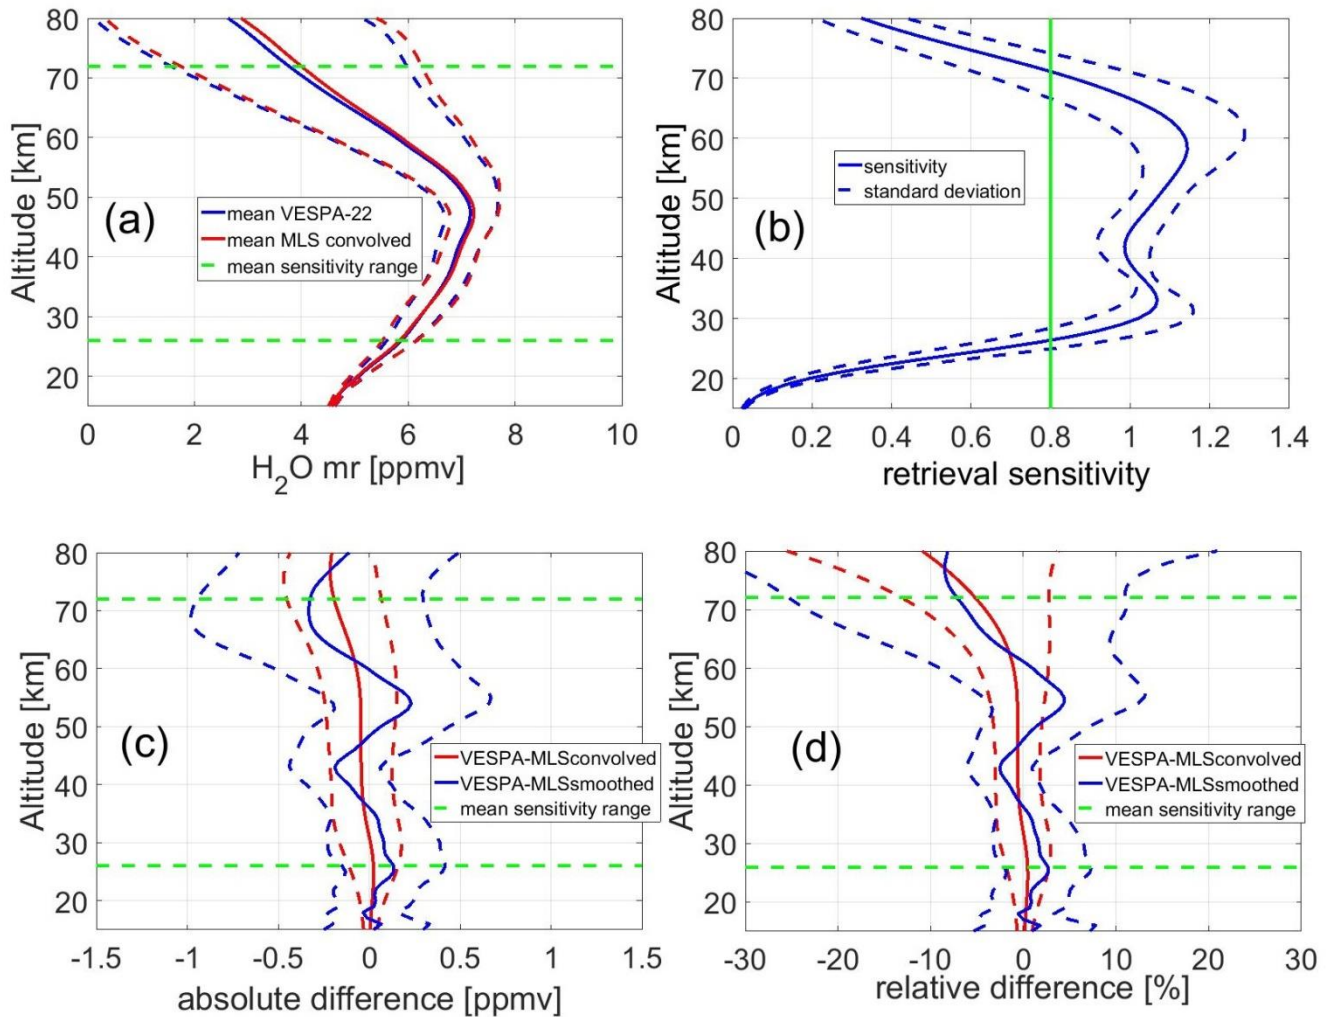 80
70
60
50
40
30
20
Altitude [km]
(a)
mean VESPA-22
mean MLS convolved
mean sensitivity range
0 2 4 6 8 10
H2O mr [ppmv]
80
70
60
50
40
30
20
Altitude [km]
(b)
sensitivity
standard deviation
0 0.2 0.4 0.6 0.8 1 1.2 1.4
retrieval sensitivity
80
70
60
50
40
30
20
Altitude [km]
(c)
VESPA-MLSconvolved
VESPA-MLSsmoothed
mean sensitivity range
-1.5 -1 -0.5 0 0.5 1 1.5
absolute difference [ppmv]
80
70
60
50
40
30
20
Altitude [km]
(d)
VESPA-MLSconvolved
VESPA-MLSsmoothed
mean sensitivity range
-30 -20 -10 0 10 20 30
relative difference [%]